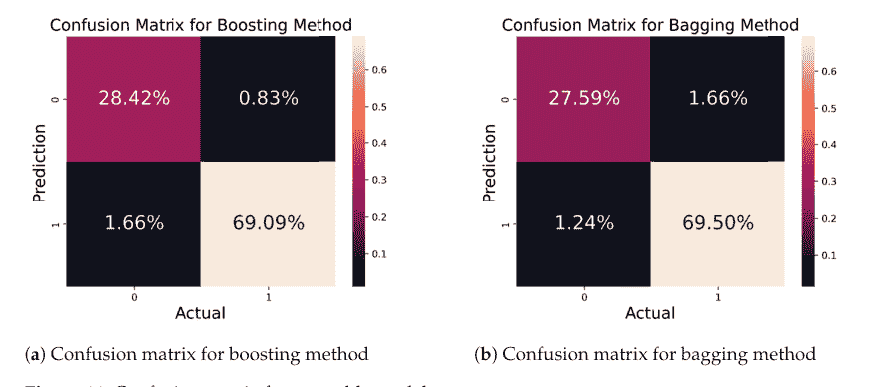 Confusion Matrix for Boosting Method
28.42% 0.83%
1.66% 69.09%
0
1
Prediction
0 1
Actual
0.6
0.5
0.4
0.3
0.2
0.1
(a) Confusion matrix for boosting method
Confusion Matrix for Bagging Method
27.59% 1.66%
1.24% 69.50%
0
1
Prediction
0 1
Actual
0.6
0.5
0.4
0.3
0.2
0.1
(b) Confusion matrix for bagging method